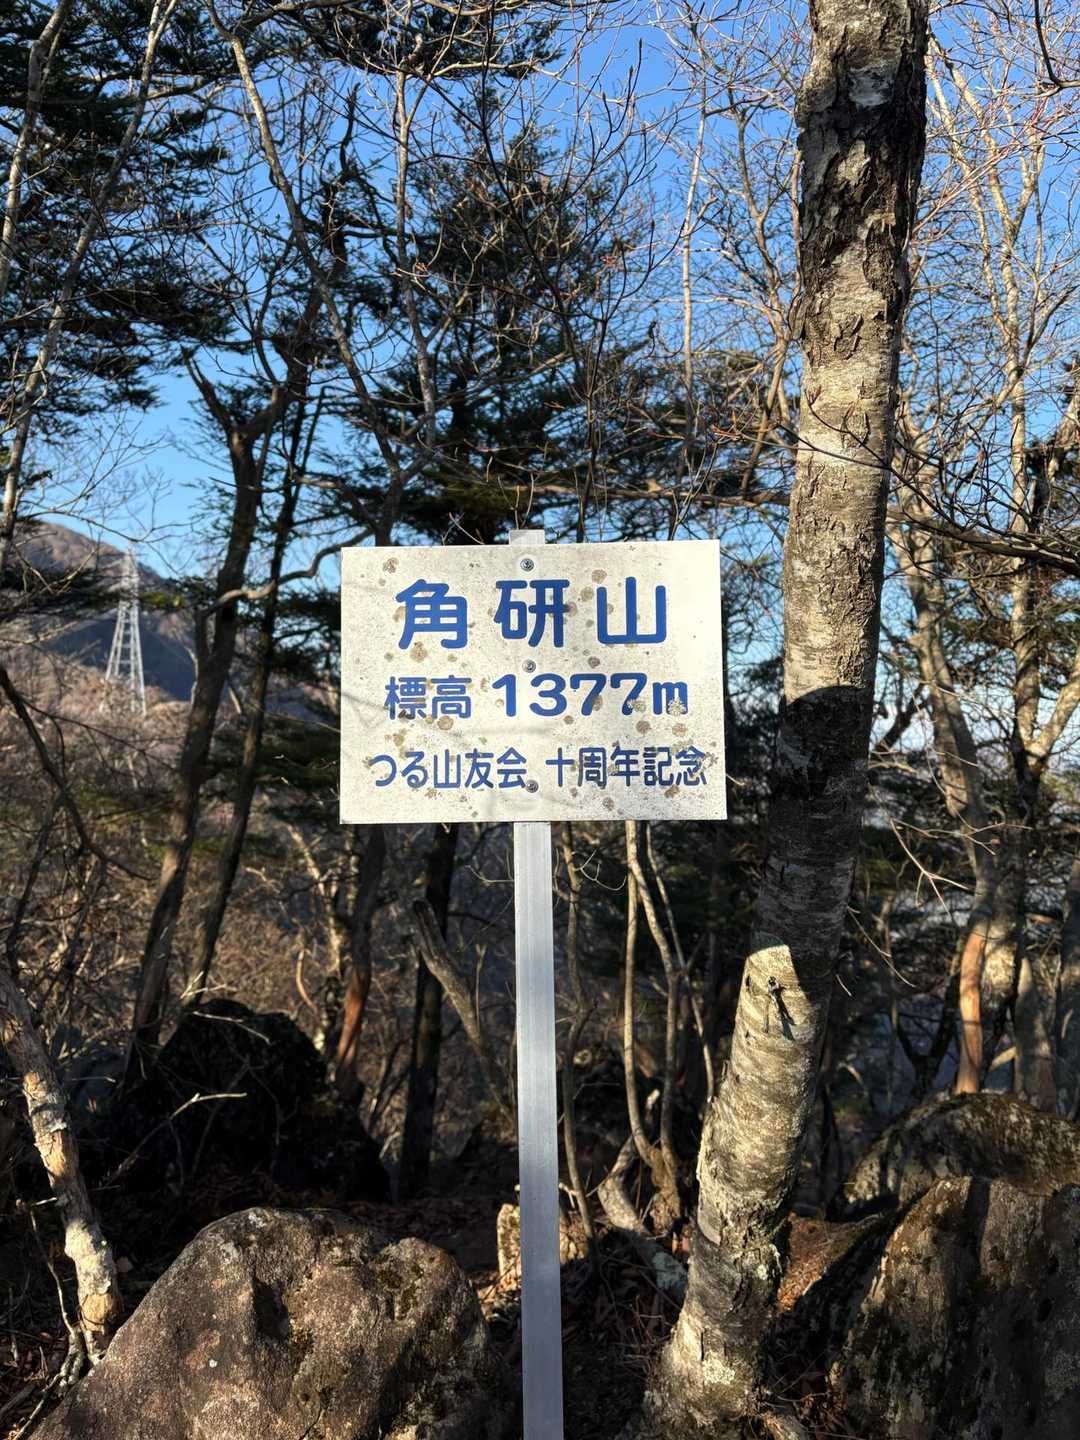 角研山
標高 1377m
つる山友会 十周年記念